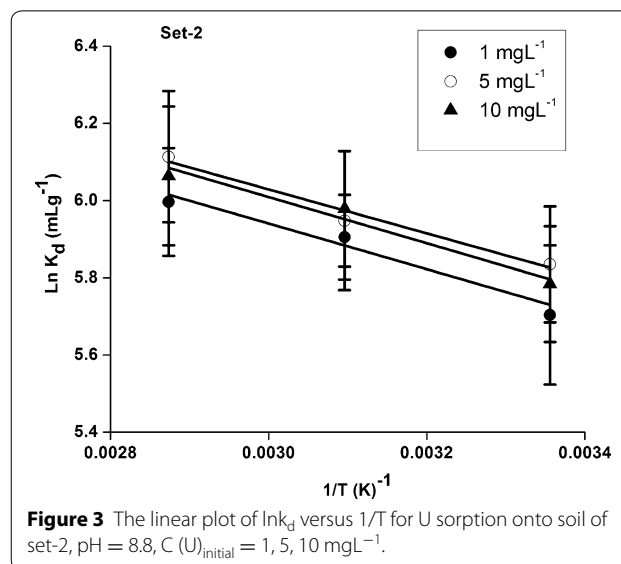 Set-2
6.4
6.2
6.0
5.8
5.6
5.4
Ln K_d (mLg⁻¹)
1 mgL⁻¹
5 mgL⁻¹
10 mgL⁻¹
0.0028 0.0030 0.0032 0.0034
1/T (K)⁻¹
Figure 3 The linear plot of lnk_d versus 1/T for U sorption onto soil of
set-2, pH = 8.8, C (U)_initial = 1, 5, 10 mgL⁻¹.